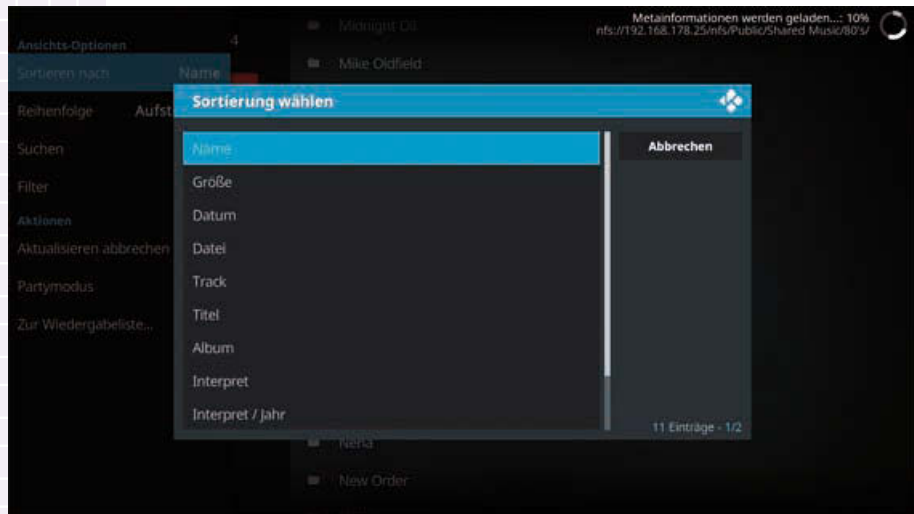 Metainformationen werden geladen...: 10%
nfs://192.168.178.25/nfs/Public/Shared Music/80's/
Midnight Oil
4
Ansichts-Optionen
Mike Oldfield
Sortieren nach Name
Reihenfolge Aufst
Suchen
Filter
Aktionen
Aktualisieren abbrechen
Partymodus
Zur Wiedergabeliste...
Sortierung wählen
Name
Größe
Datum
Datei
Track
Titel
Album
Interpret
Interpret / Jahr
Abbrechen
11 Einträge - 1/2
Nena
New Order